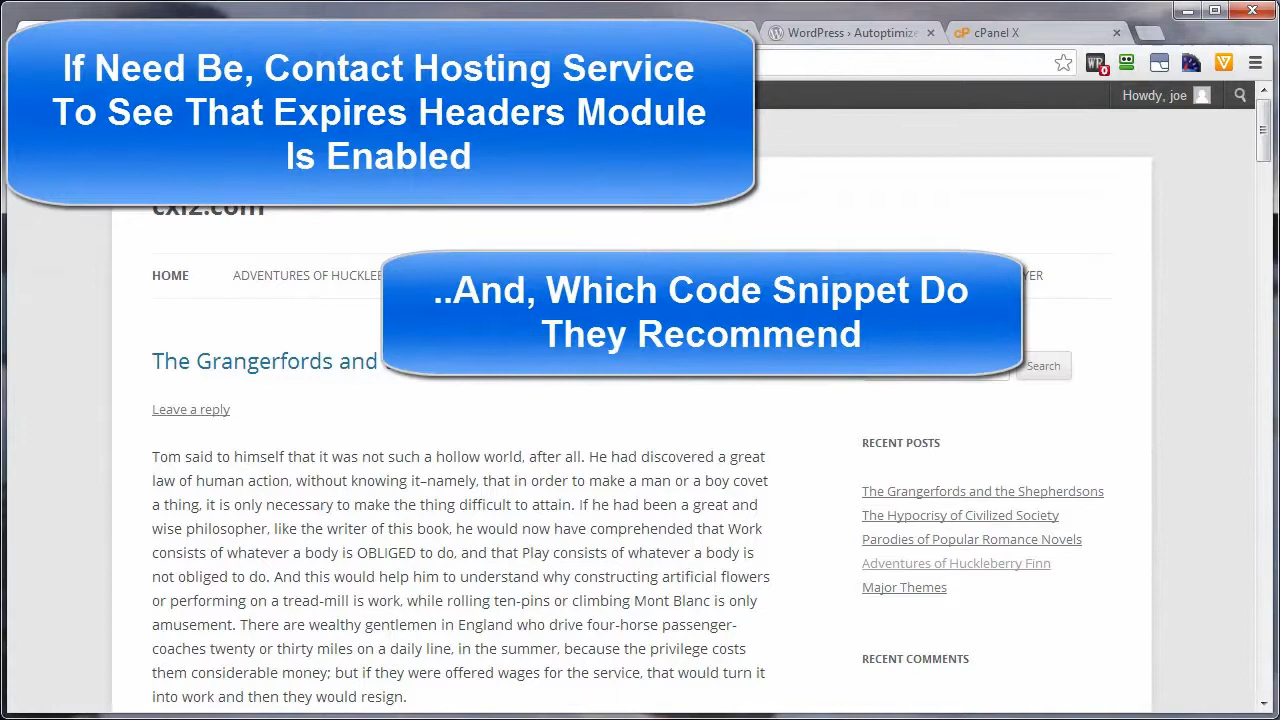 WordPress › Autoptimize
cPanel X
If Need Be, Contact Hosting Service
To See That Expires Headers Module
Is Enabled
0
Howdy, joe
HOME
ADVENTURES OF HUCKLEB
..And, Which Code Snippet Do
They Recommend
YER
The Grangerfords and
Search
Leave a reply
Tom said to himself that it was not such a hollow world, after all. He had discovered a great
law of human action, without knowing it–namely, that in order to make a man or a boy covet
a thing, it is only necessary to make the thing difficult to attain. If he had been a great and
wise philosopher, like the writer of this book, he would now have comprehended that Work
consists of whatever a body is OBLIGED to do, and that Play consists of whatever a body is
not obliged to do. And this would help him to understand why constructing artificial flowers
or performing on a tread-mill is work, while rolling ten-pins or climbing Mont Blanc is only
amusement. There are wealthy gentlemen in England who drive four-horse passenger-
coaches twenty or thirty miles on a daily line, in the summer, because the privilege costs
them considerable money; but if they were offered wages for the service, that would turn it
into work and then they would resign.
RECENT POSTS
The Grangerfords and the Shepherdsons
The Hypocrisy of Civilized Society
Parodies of Popular Romance Novels
Adventures of Huckleberry Finn
Major Themes
RECENT COMMENTS